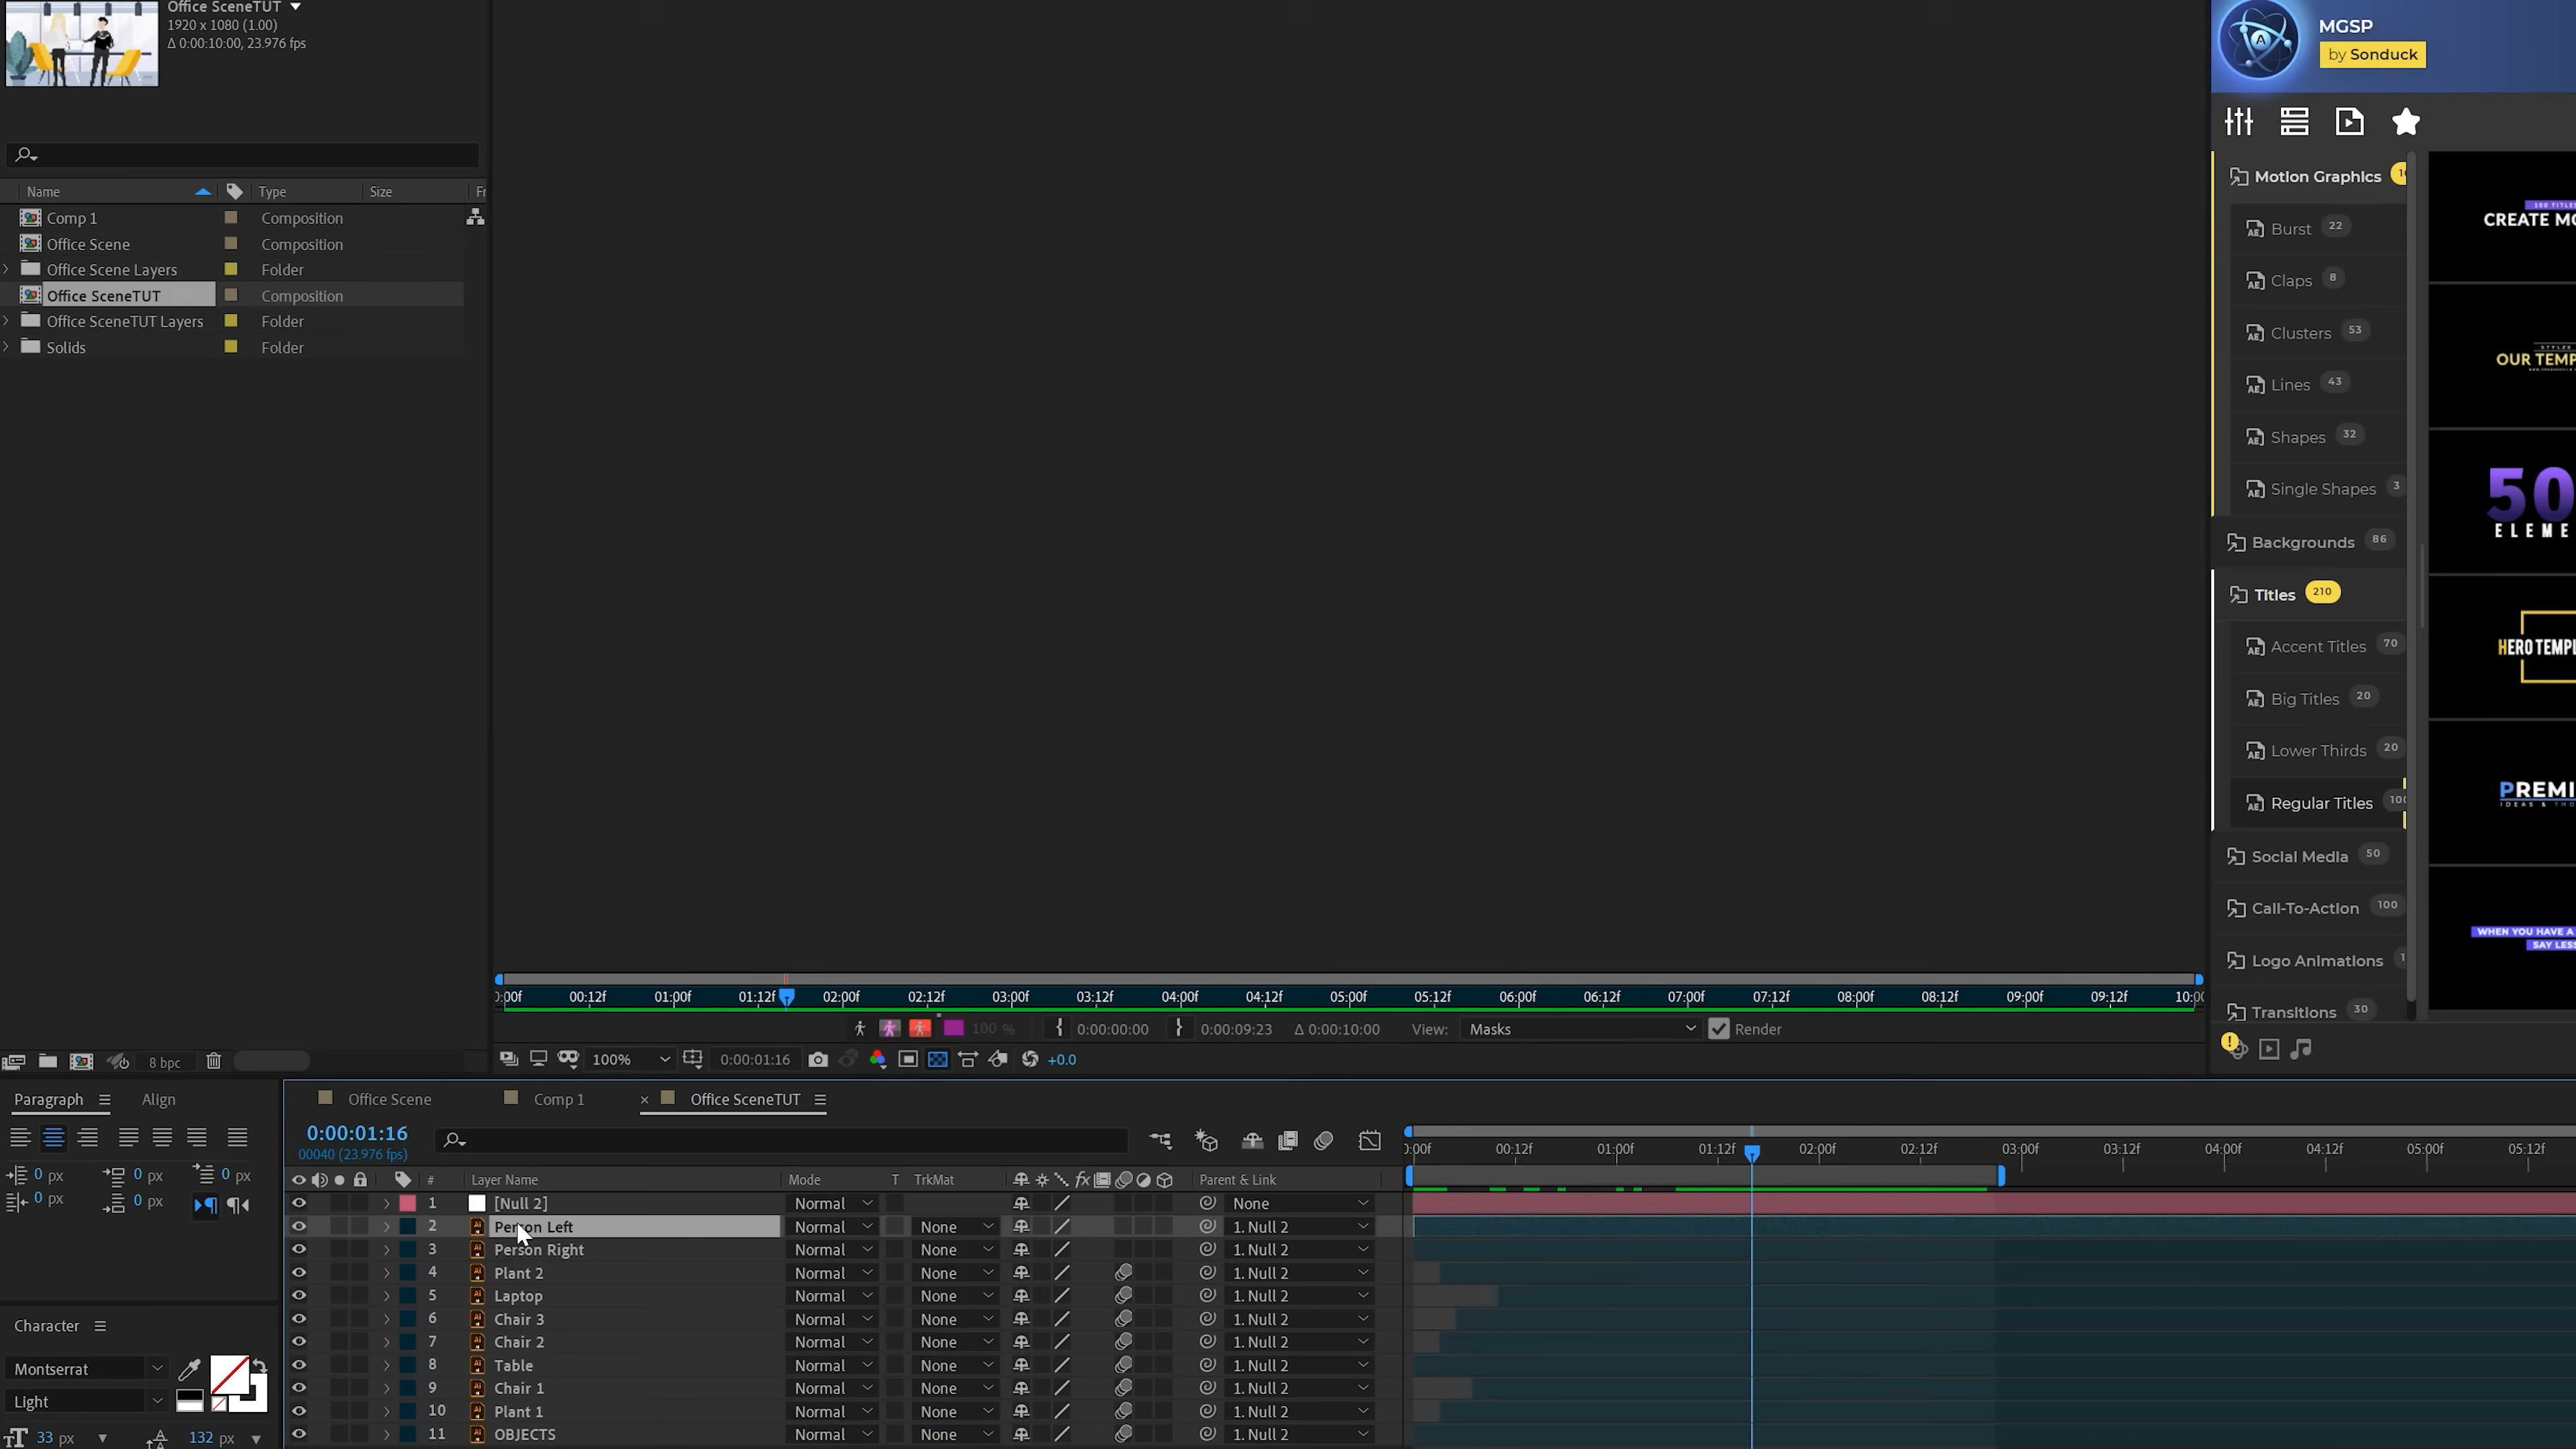 Office SceneTUT
1920 x 1080 (1.00)
Δ 0:00:10:00, 23.976 fps
Name Type Size Fr
Comp 1 Composition
Office Scene Composition
Office Scene Layers Folder
Office SceneTUT Composition
Office SceneTUT Layers Folder
Solids Folder
8 bpc
MGSP
by Sonduck
Motion Graphics
Burst 22
Claps 8
Clusters 53
Lines 43
Shapes 32
Single Shapes 3
Backgrounds 86
Titles 210
Accent Titles 70
Big Titles 20
Lower Thirds 20
Regular Titles 100
Social Media 50
Call-To-Action 100
Logo Animations 1
Transitions 30
100 TITLES
CREATE MO
STYLES
OUR TEMP
50
ELEME
HERO TEMPL
PREMI
IDEAS & THO
WHEN YOU HAVE A
SAY LESS
):00f 00:12f 01:00f 01:12f 02:00f 02:12f 03:00f 03:12f 04:00f 04:12f 05:00f 05:12f 06:00f 06:12f 07:00f 07:12f 08:00f 08:12f 09:00f 09:12f 10:0
100 % { 0:00:00:00 } 0:00:09:23 Δ 0:00:10:00 View: Masks Render
100% 0:00:01:16 +0.0
Paragraph Align
0 px 0 px 0 px
0 px 0 px
Character
Montserrat
Light
33 px 132 px
Office Scene Comp 1 × Office SceneTUT
0:00:01:16
00040 (23.976 fps)
):00f 00:12f 01:00f 01:12f 02:00f 02:12f 03:00f 03:12f 04:00f 04:12f 05:00f 05:12f
# Layer Name Mode T TrkMat fx Parent & Link
1 [Null 2] Normal None
2 Person Left Normal None 1. Null 2
3 Person Right Normal None 1. Null 2
4 Plant 2 Normal None 1. Null 2
5 Laptop Normal None 1. Null 2
6 Chair 3 Normal None 1. Null 2
7 Chair 2 Normal None 1. Null 2
8 Table Normal None 1. Null 2
9 Chair 1 Normal None 1. Null 2
10 Plant 1 Normal None 1. Null 2
11 OBJECTS Normal None 1. Null 2